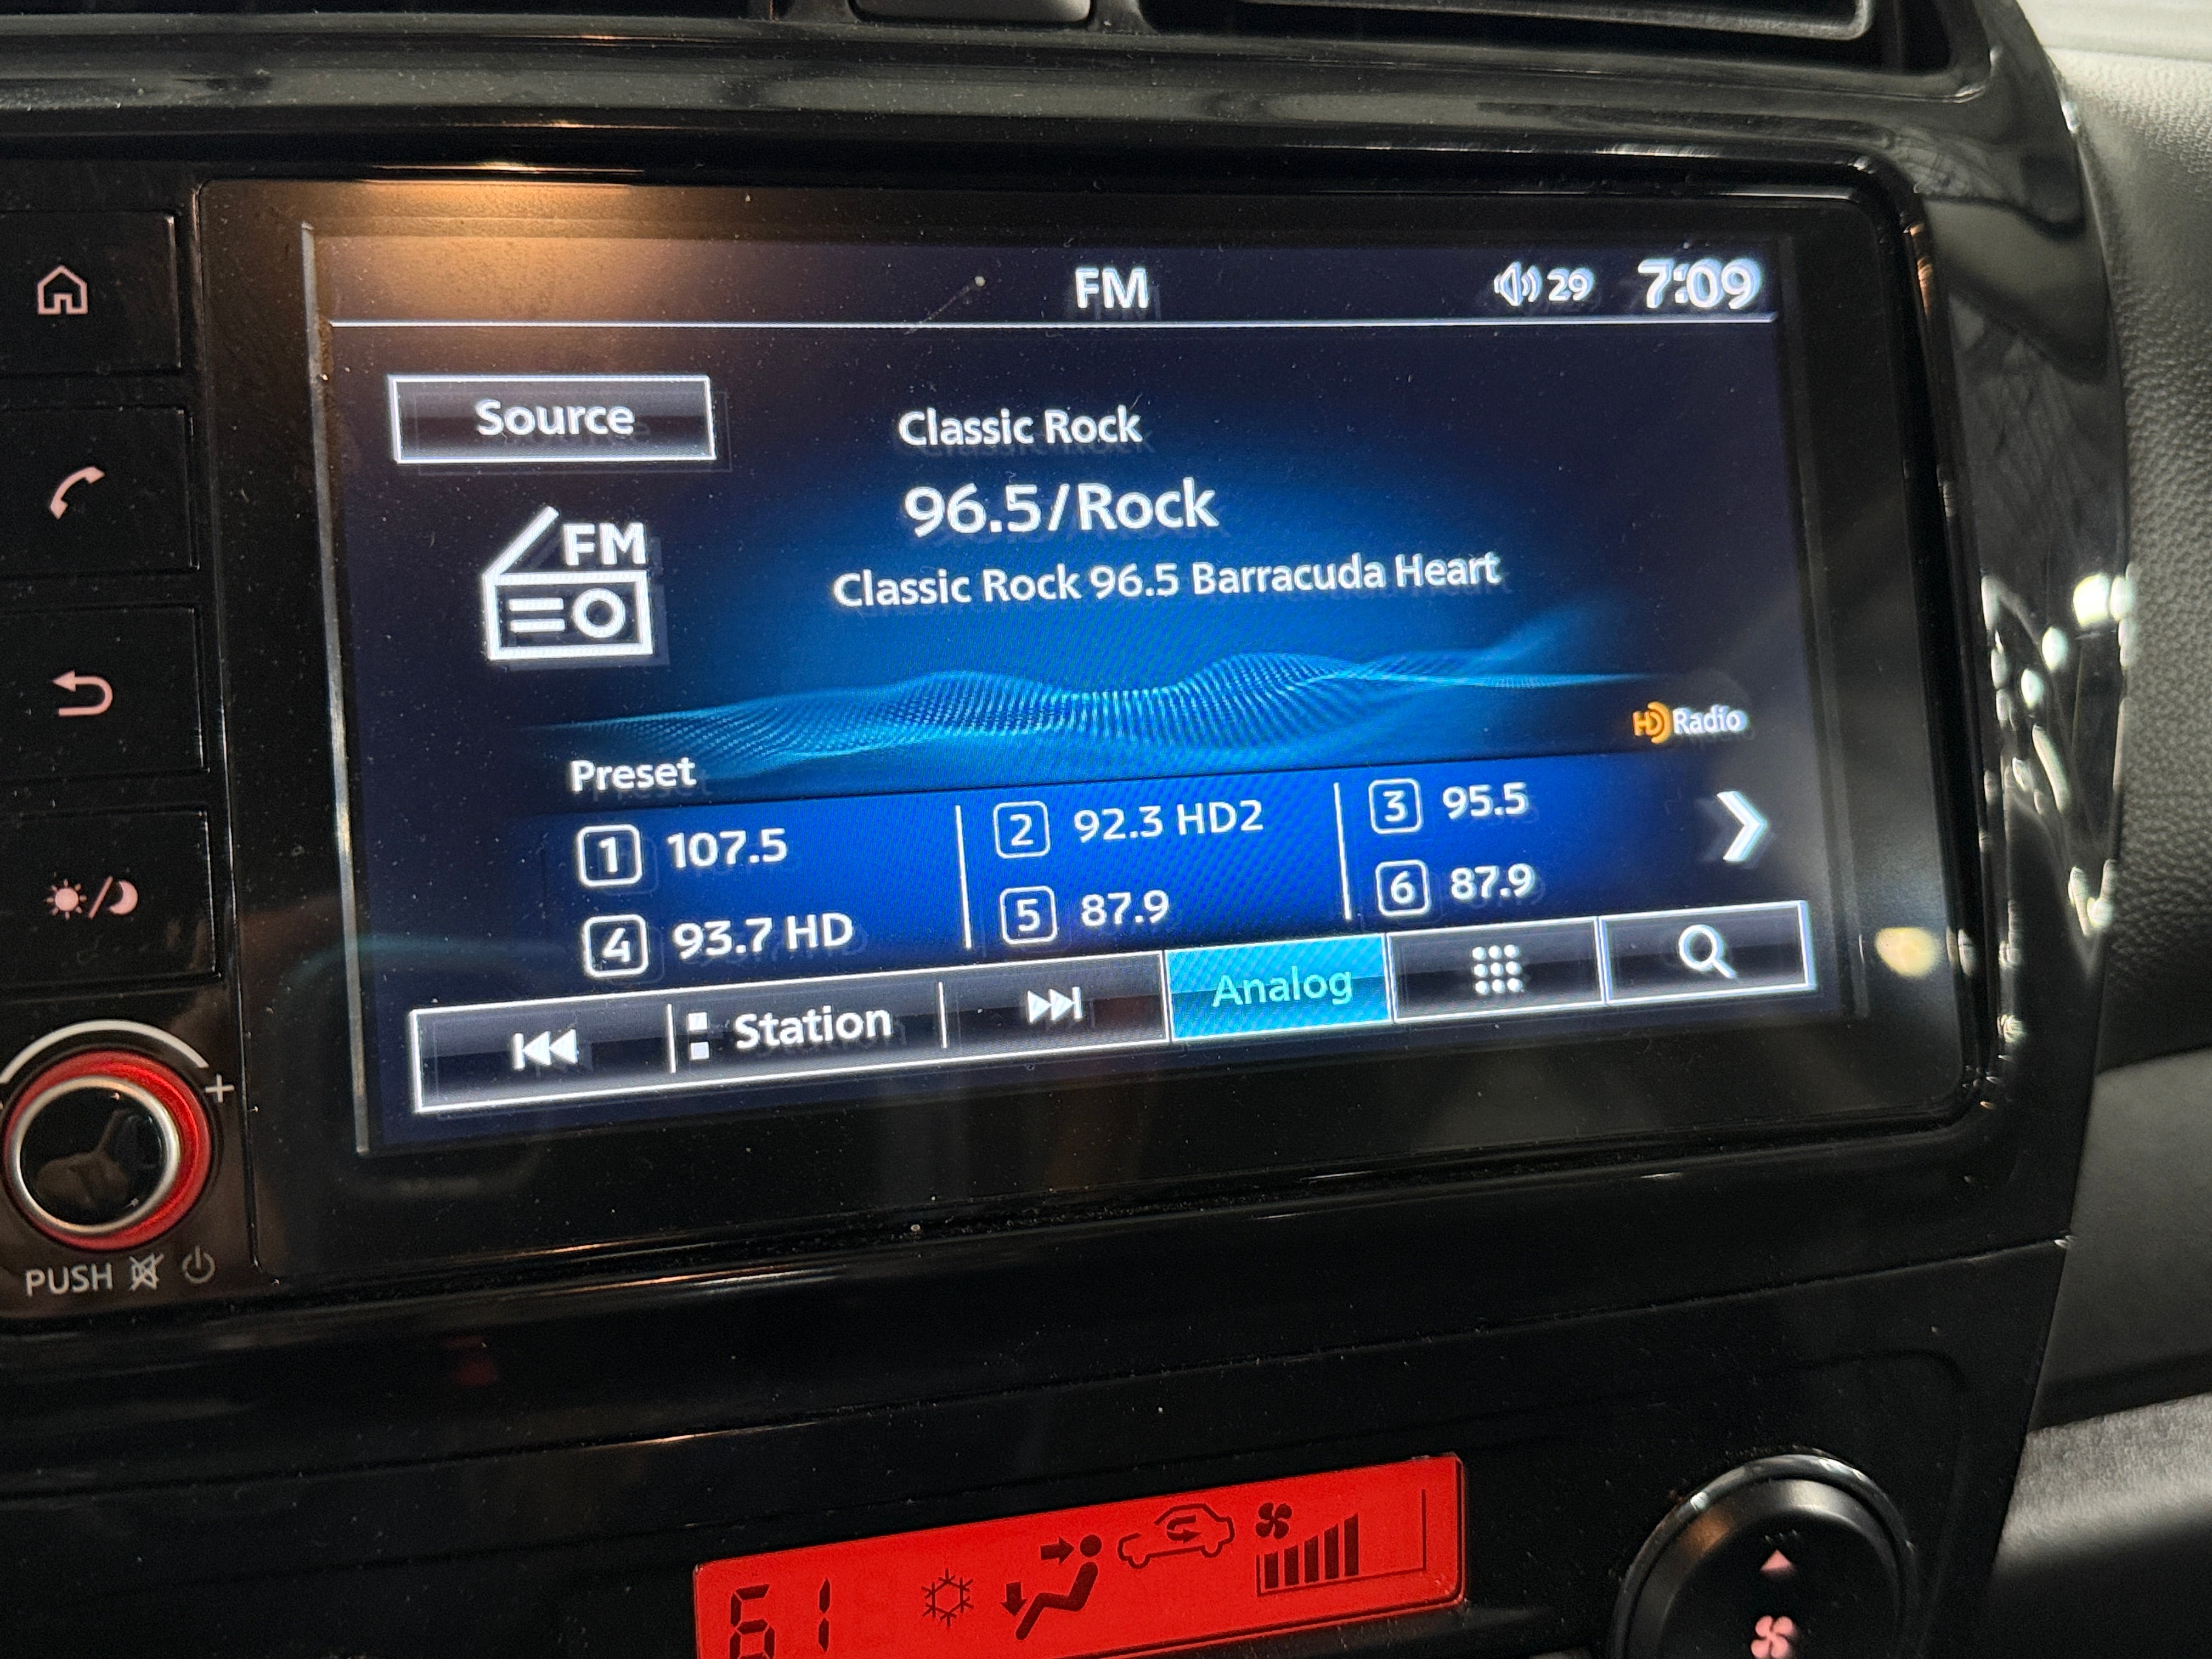 FM
29 7:09
Source
Classic Rock
96.5/Rock
FM
Classic Rock 96.5 Barracuda Heart
HD Radio
Preset
1 107.5
2 92.3 HD2
3 95.5
4 93.7 HD
5 87.9
6 87.9
Station
Analog
+
PUSH
61